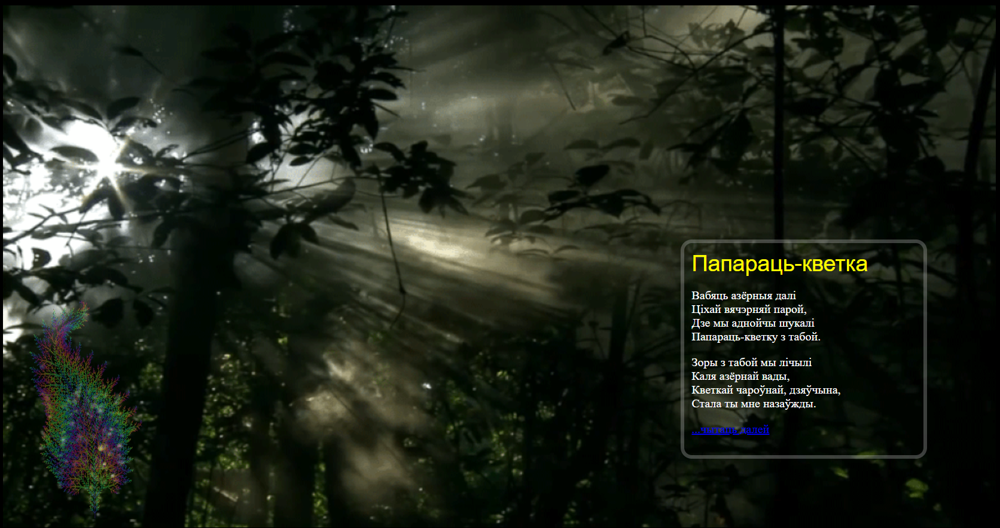 Папараць-кветка
Вабяць азёрныя далі
Ціхай вячэрняй парой,
Дзе мы аднойчы шукалі
Папараць-кветку з табой.
Зоры з табой мы лічылі
Каля азёрнай вады,
Кветкай чароўнай, дзяўчына,
Стала ты мне назаўжды.
...чытаць далей